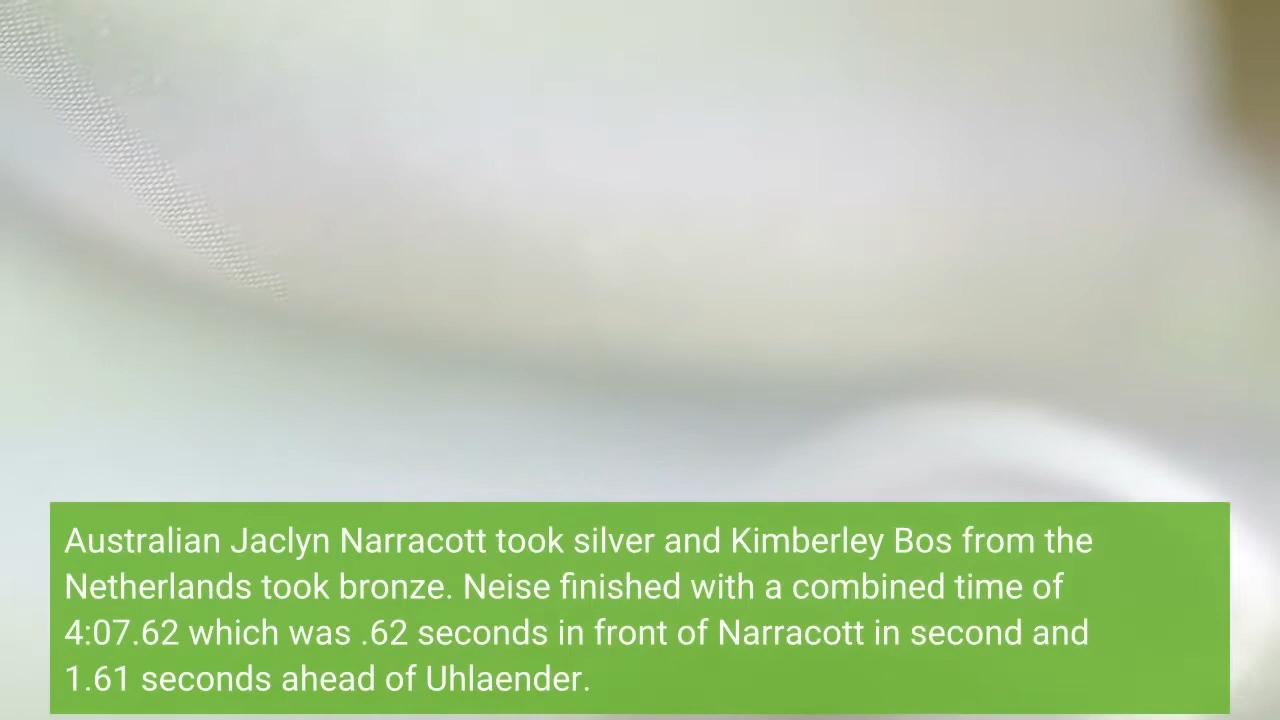 Australian Jaclyn Narracott took silver and Kimberley Bos from the
Netherlands took bronze. Neise finished with a combined time of
4:07.62 which was .62 seconds in front of Narracott in second and
1.61 seconds ahead of Uhlaender.